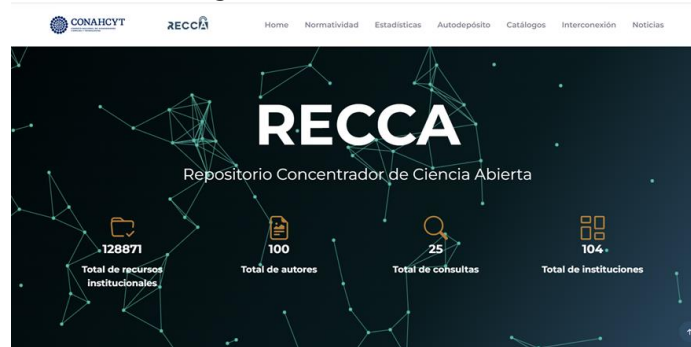 CONAHCYT
RECCA
Home Normatividad Estadísticas Autodepósito Catálogos Interconexión Noticias
RECCA
Repositorio Concentrador de Ciencia Abierta
128871
Total de recursos
institucionales
100
Total de autores
25
Total de consultas
104
Total de instituciones